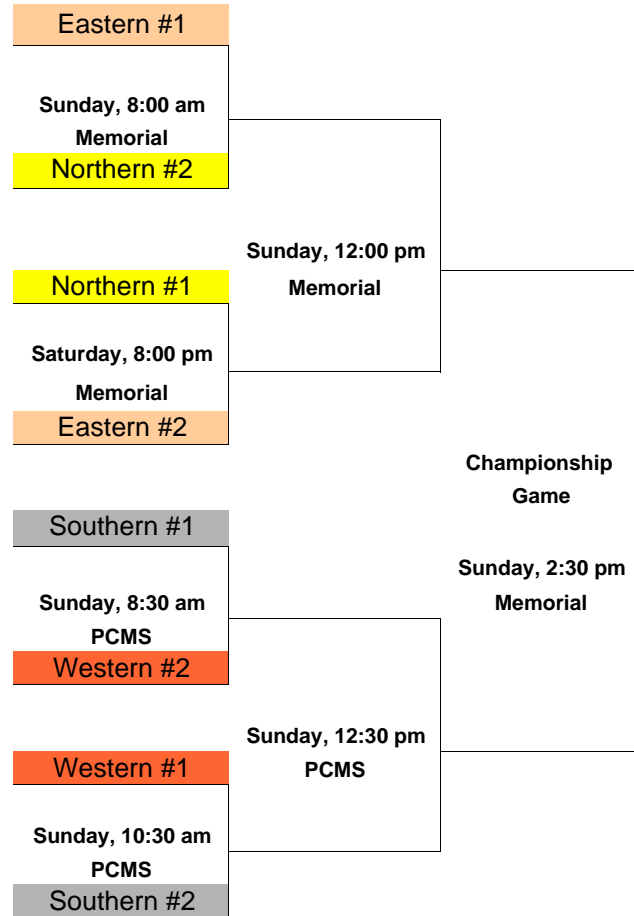 Eastern #1
Sunday, 8:00 am
Memorial
Northern #2
Sunday, 12:00 pm
Memorial
Northern #1
Saturday, 8:00 pm
Memorial
Eastern #2
Championship
Game
Sunday, 2:30 pm
Memorial
Southern #1
Sunday, 8:30 am
PCMS
Western #2
Sunday, 12:30 pm
PCMS
Western #1
Sunday, 10:30 am
PCMS
Southern #2